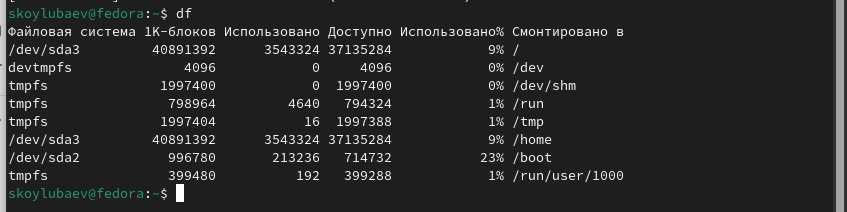 skoylubaev@fedora:~$ df
Файловая система 1K-блоков Использовано Доступно Использовано% Смонтировано в
/dev/sda3 40891392 3543324 37135284 9% /
devtmpfs 4096 0 4096 0% /dev
tmpfs 1997400 0 1997400 0% /dev/shm
tmpfs 798964 4640 794324 1% /run
tmpfs 1997404 16 1997388 1% /tmp
/dev/sda3 40891392 3543324 37135284 9% /home
/dev/sda2 996780 213236 714732 23% /boot
tmpfs 399480 192 399288 1% /run/user/1000
skoylubaev@fedora:~$